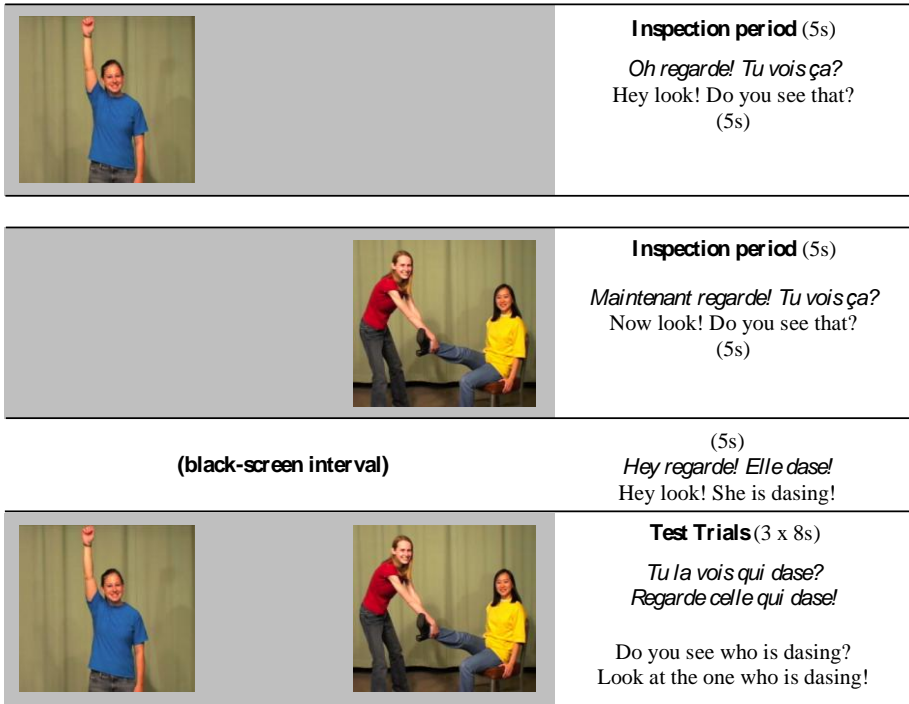 Inspection period (5s)
Oh regarde! Tu vois ça?
Hey look! Do you see that?
(5s)
Inspection period (5s)
Maintenant regarde! Tu vois ça?
Now look! Do you see that?
(5s)
(black-screen interval)
(5s)
Hey regarde! Elle dase!
Hey look! She is dasing!
Test Trials (3 x 8s)
Tu la vois qui dase?
Regarde celle qui dase!
Do you see who is dasing?
Look at the one who is dasing!